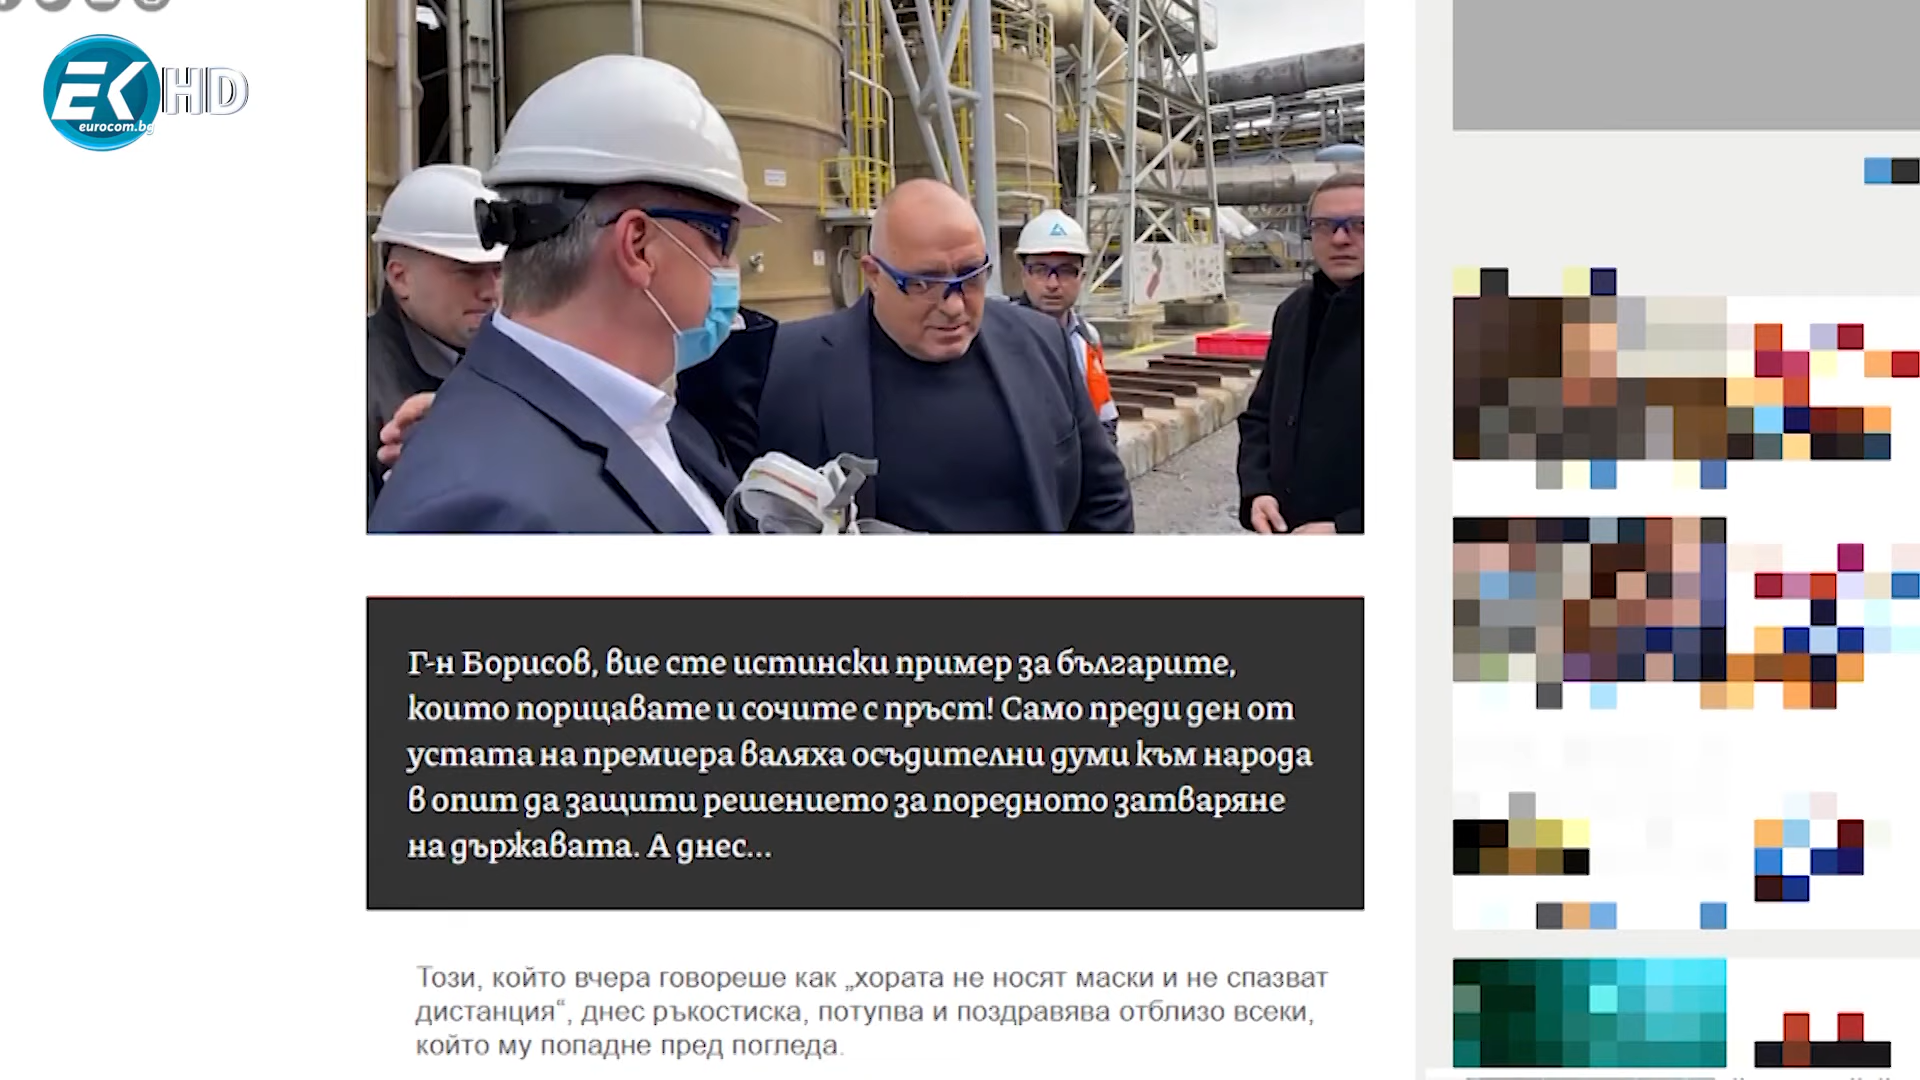 EK HD
eurocom.bg
Г-н Борисов, вие сте истински пример за българите,
които порицавате и сочите с пръст! Само преди ден от
устата на премиера валяха осъдителни думи към народа
в опит да защити решението за поредното затваряне
на държавата. А днес...
Този, който вчера говореше как „хората не носят маски и не спазват
дистанция“, днес ръкостиска, потупва и поздравява отблизо всеки,
който му попадне пред погледа.